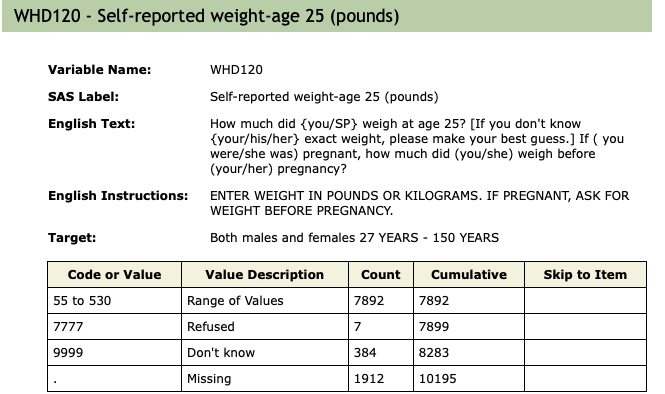 WHD120 - Self-reported weight-age 25 (pounds)
Variable Name: WHD120
SAS Label: Self-reported weight-age 25 (pounds)
English Text: How much did {you/SP} weigh at age 25? [If you don't know
{your/his/her} exact weight, please make your best guess.] If ( you
were/she was) pregnant, how much did (you/she) weigh before
(your/her) pregnancy?
English Instructions: ENTER WEIGHT IN POUNDS OR KILOGRAMS. IF PREGNANT, ASK FOR
WEIGHT BEFORE PREGNANCY.
Target: Both males and females 27 YEARS - 150 YEARS
Code or Value Value Description Count Cumulative Skip to Item
55 to 530 Range of Values 7892 7892
7777 Refused 7 7899
9999 Don't know 384 8283
. Missing 1912 10195